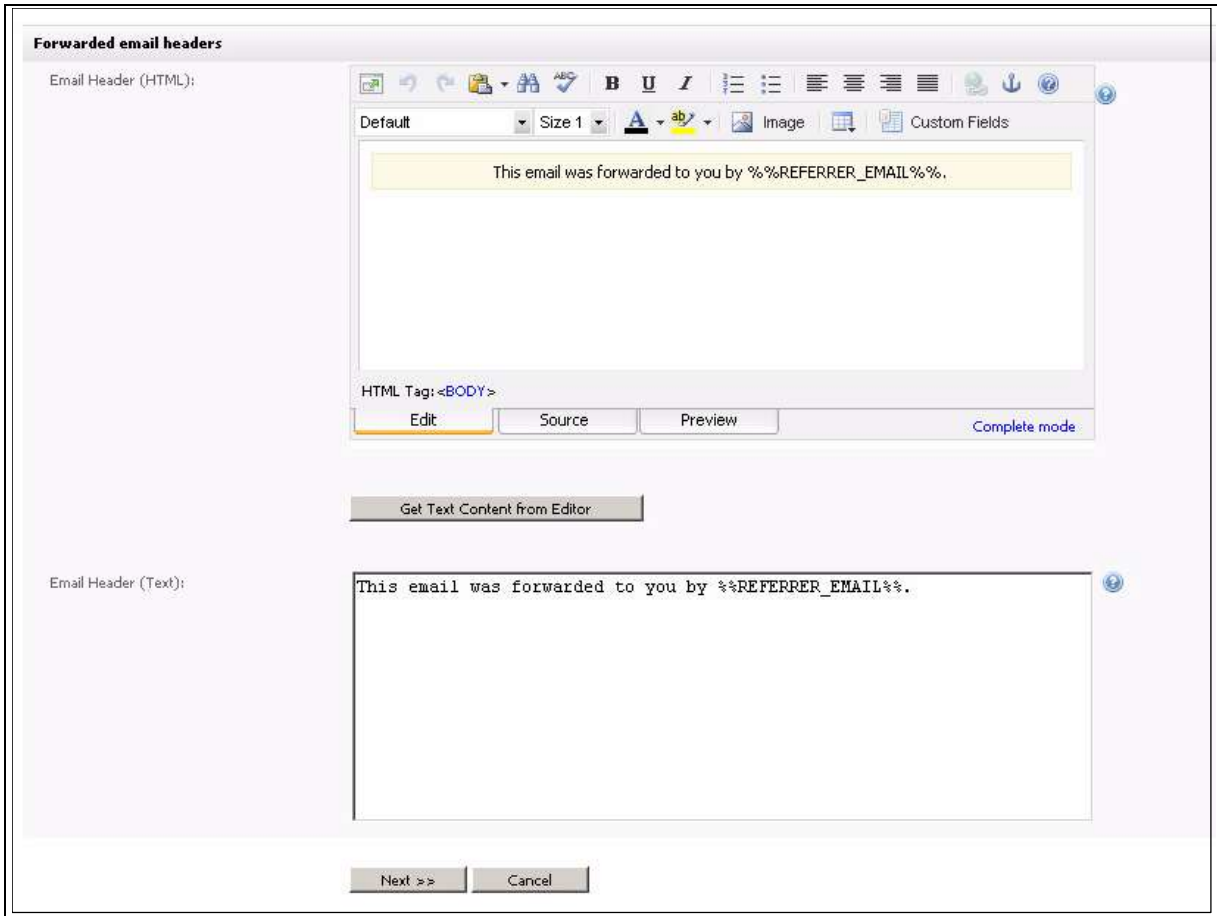 Forwarded email headers
Email Header (HTML):
ABC
B U I
Default Size 1 A ab Image Custom Fields
This email was forwarded to you by %%REFERRER_EMAIL%%.
HTML Tag: <BODY>
Edit Source Preview Complete mode
Get Text Content from Editor
Email Header (Text):
This email was forwarded to you by %%REFERRER_EMAIL%%.
Next >> Cancel